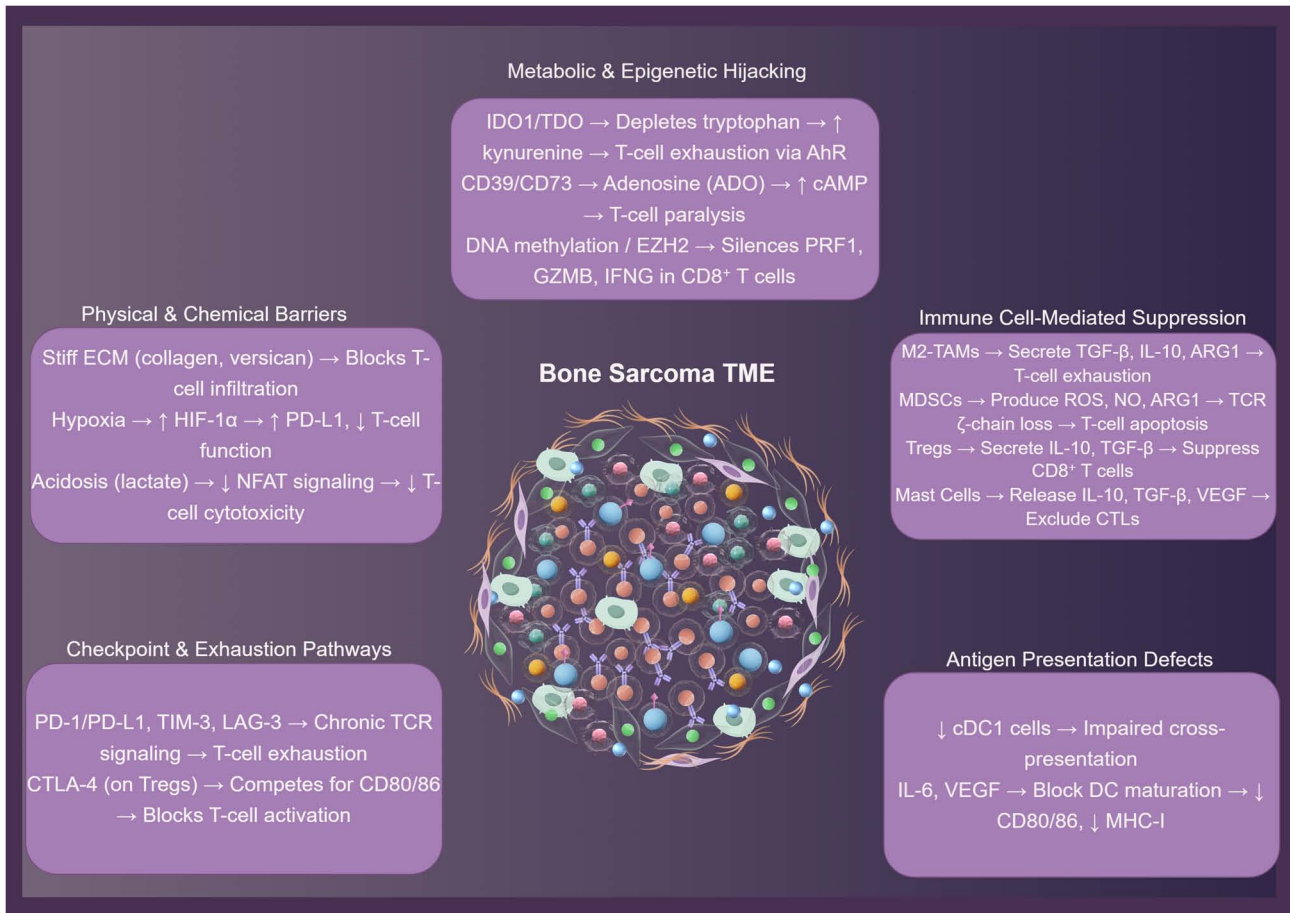 Metabolic & Epigenetic Hijacking
IDO1/TDO → Depletes tryptophan → ↑
kynurenine → T-cell exhaustion via AhR
CD39/CD73 → Adenosine (ADO) → ↑ cAMP
→ T-cell paralysis
DNA methylation / EZH2 → Silences PRF1,
GZMB, IFNG in CD8⁺ T cells
Physical & Chemical Barriers
Stiff ECM (collagen, versican) → Blocks T-
cell infiltration
Hypoxia → ↑ HIF-1α → ↑ PD-L1, ↓ T-cell
function
Acidosis (lactate) → ↓ NFAT signaling → ↓ T-
cell cytotoxicity
Immune Cell-Mediated Suppression
M2-TAMs → Secrete TGF-β, IL-10, ARG1 →
T-cell exhaustion
MDSCs → Produce ROS, NO, ARG1 → TCR
ζ-chain loss → T-cell apoptosis
Tregs → Secrete IL-10, TGF-β → Suppress
CD8⁺ T cells
Mast Cells → Release IL-10, TGF-β, VEGF →
Exclude CTLs
Bone Sarcoma TME
Checkpoint & Exhaustion Pathways
PD-1/PD-L1, TIM-3, LAG-3 → Chronic TCR
signaling → T-cell exhaustion
CTLA-4 (on Tregs) → Competes for CD80/86
→ Blocks T-cell activation
Antigen Presentation Defects
↓ cDC1 cells → Impaired cross-
presentation
IL-6, VEGF → Block DC maturation → ↓
CD80/86, ↓ MHC-I